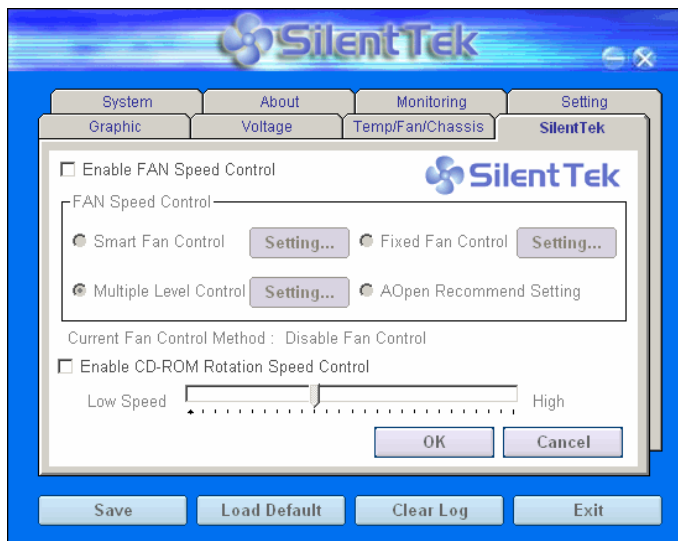 SilentTek
System About Monitoring Setting
Graphic Voltage Temp/Fan/Chassis SilentTek
Enable FAN Speed Control
SilentTek
FAN Speed Control
Smart Fan Control Setting... Fixed Fan Control Setting...
Multiple Level Control Setting... AOpen Recommend Setting
Current Fan Control Method : Disable Fan Control
Enable CD-ROM Rotation Speed Control
Low Speed High
OK Cancel
Save Load Default Clear Log Exit